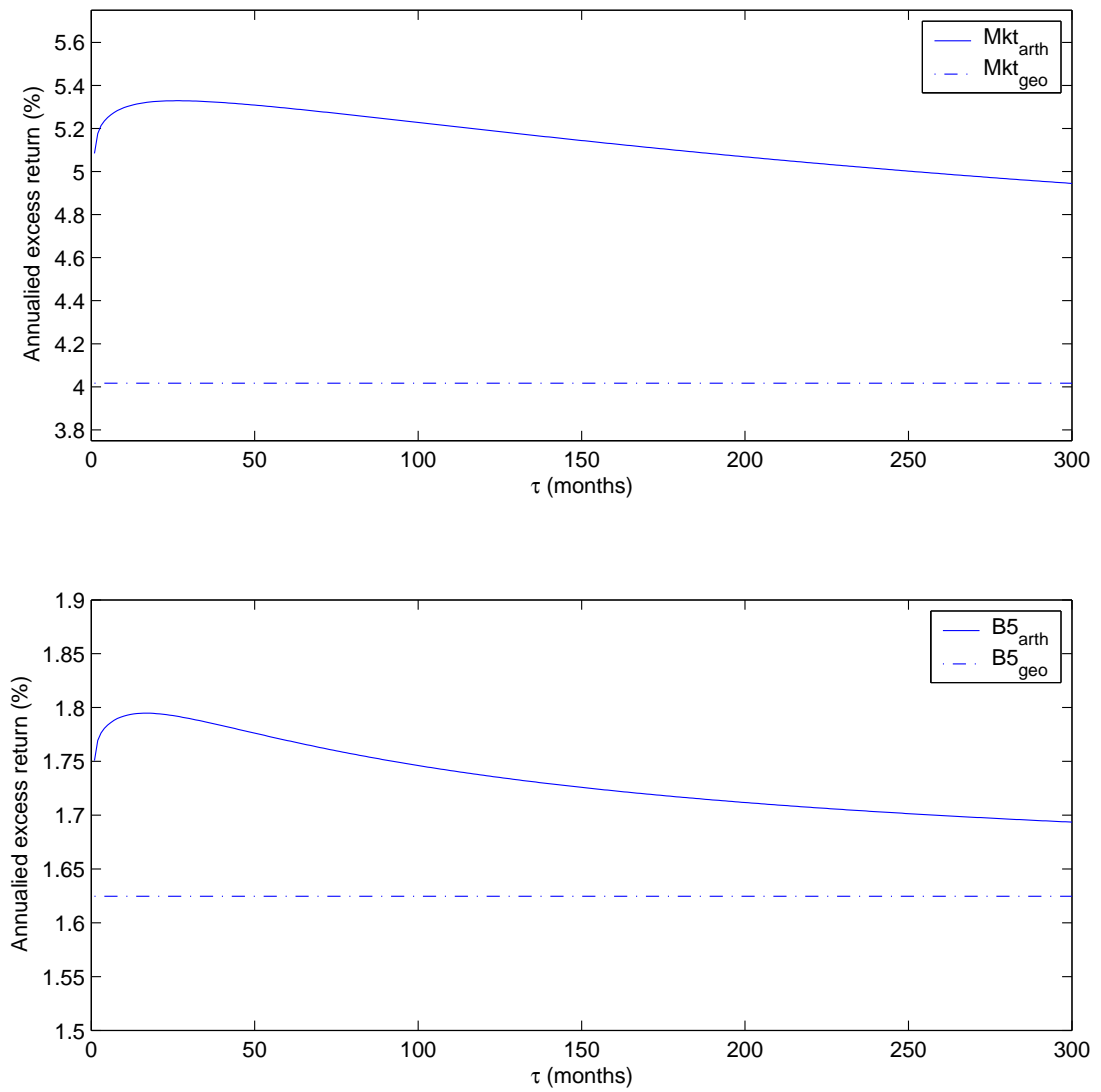 5.6
5.4
5.2
5
4.8
4.6
4.4
4.2
4
3.8
Annualied excess return (%)
Mkt_arth
Mkt_geo
0 50 100 150 200 250 300
τ (months)
1.9
1.85
1.8
1.75
1.7
1.65
1.6
1.55
1.5
Annualied excess return (%)
B5_arth
B5_geo
0 50 100 150 200 250 300
τ (months)